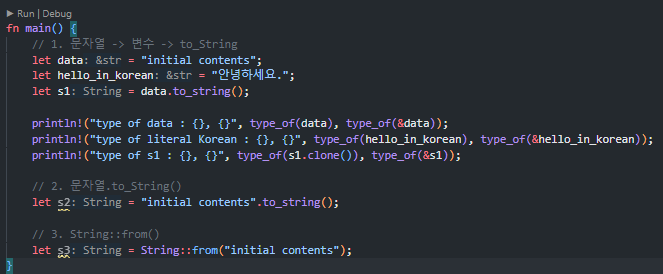 ▶ Run | Debug
fn main() {
    // 1. 문자열 -> 변수 -> to_String
    let data: &str = "initial contents";
    let hello_in_korean: &str = "안녕하세요.";
    let s1: String = data.to_string();

    println!("type of data : {}, {}", type_of(data), type_of(&data));
    println!("type of literal Korean : {}, {}", type_of(hello_in_korean), type_of(&hello_in_korean));
    println!("type of s1 : {}, {}", type_of(s1.clone()), type_of(&s1));

    // 2. 문자열.to_String()
    let s2: String = "initial contents".to_string();

    // 3. String::from()
    let s3: String = String::from("initial contents");
}